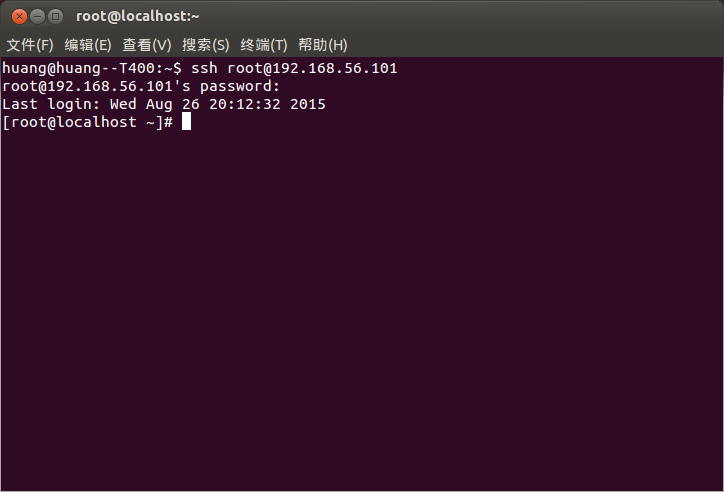 root@localhost:~
文件(F) 编辑(E) 查看(V) 搜索(S) 终端(T) 帮助(H)
huang@huang--T400:~$ ssh root@192.168.56.101
root@192.168.56.101's password:
Last login: Wed Aug 26 20:12:32 2015
[root@localhost ~]#